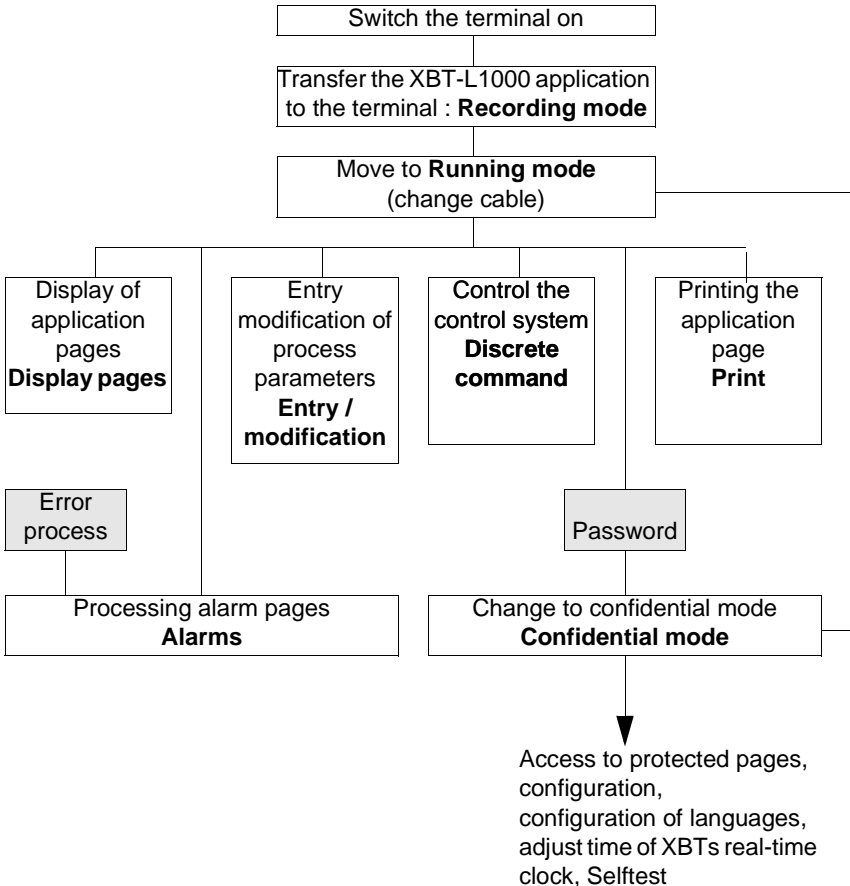 Switch the terminal on
Transfer the XBT-L1000 application
to the terminal : Recording mode
Move to Running mode
(change cable)
Display of
application
pages
Display pages
Entry
modification of
process
parameters
Entry /
modification
Control the
control system
Discrete
command
Printing the
application
page
Print
Error
process
Password
Processing alarm pages
Alarms
Change to confidential mode
Confidential mode
Access to protected pages,
configuration,
configuration of languages,
adjust time of XBTs real-time
clock, Selftest